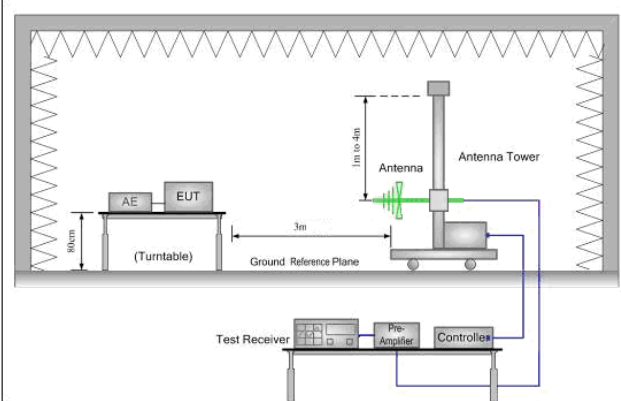 1m to 4m
Antenna
Antenna Tower
AE
EUT
80cm
(Turntable)
3m
Ground Reference Plane
Test Receiver
Pre-
Amplifier
Controller